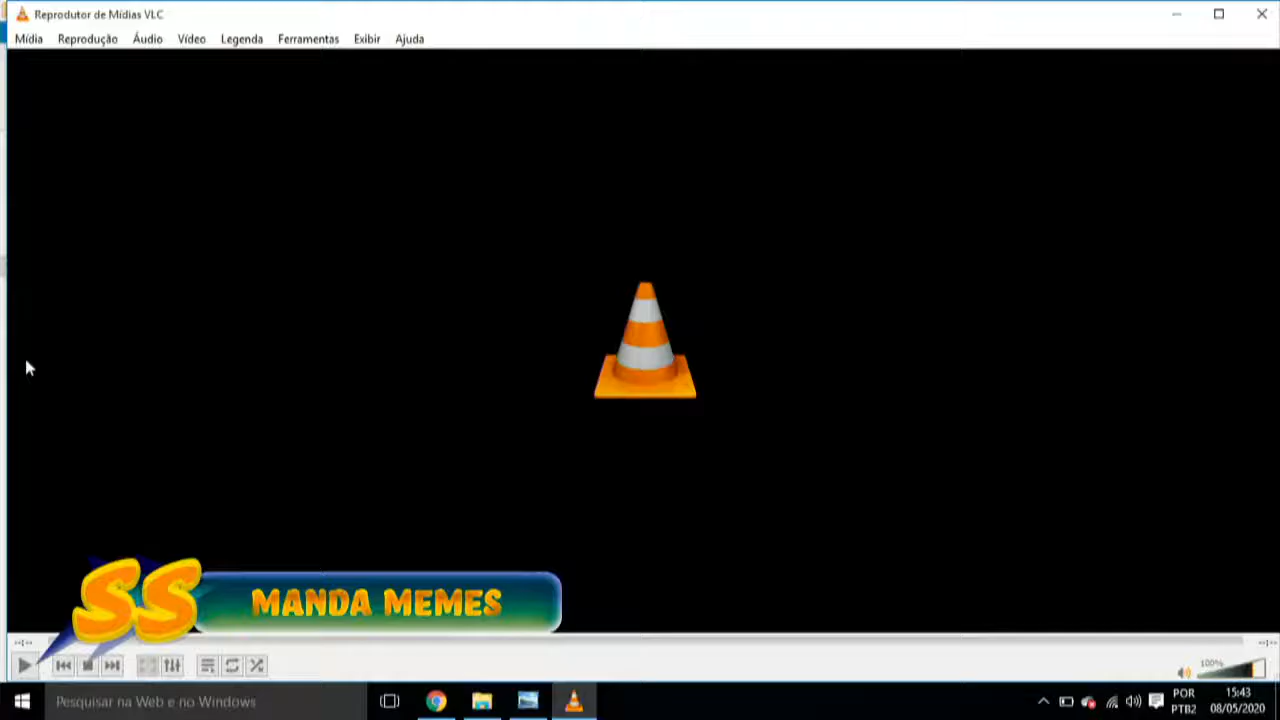 Reprodutor de Mídias VLC
Mídia Reprodução Áudio Vídeo Legenda Ferramentas Exibir Ajuda
SS MANDA MEMES
--:-- --:--
100%
Pesquisar na Web e no Windows
POR 15:43
PTB2 08/05/2020